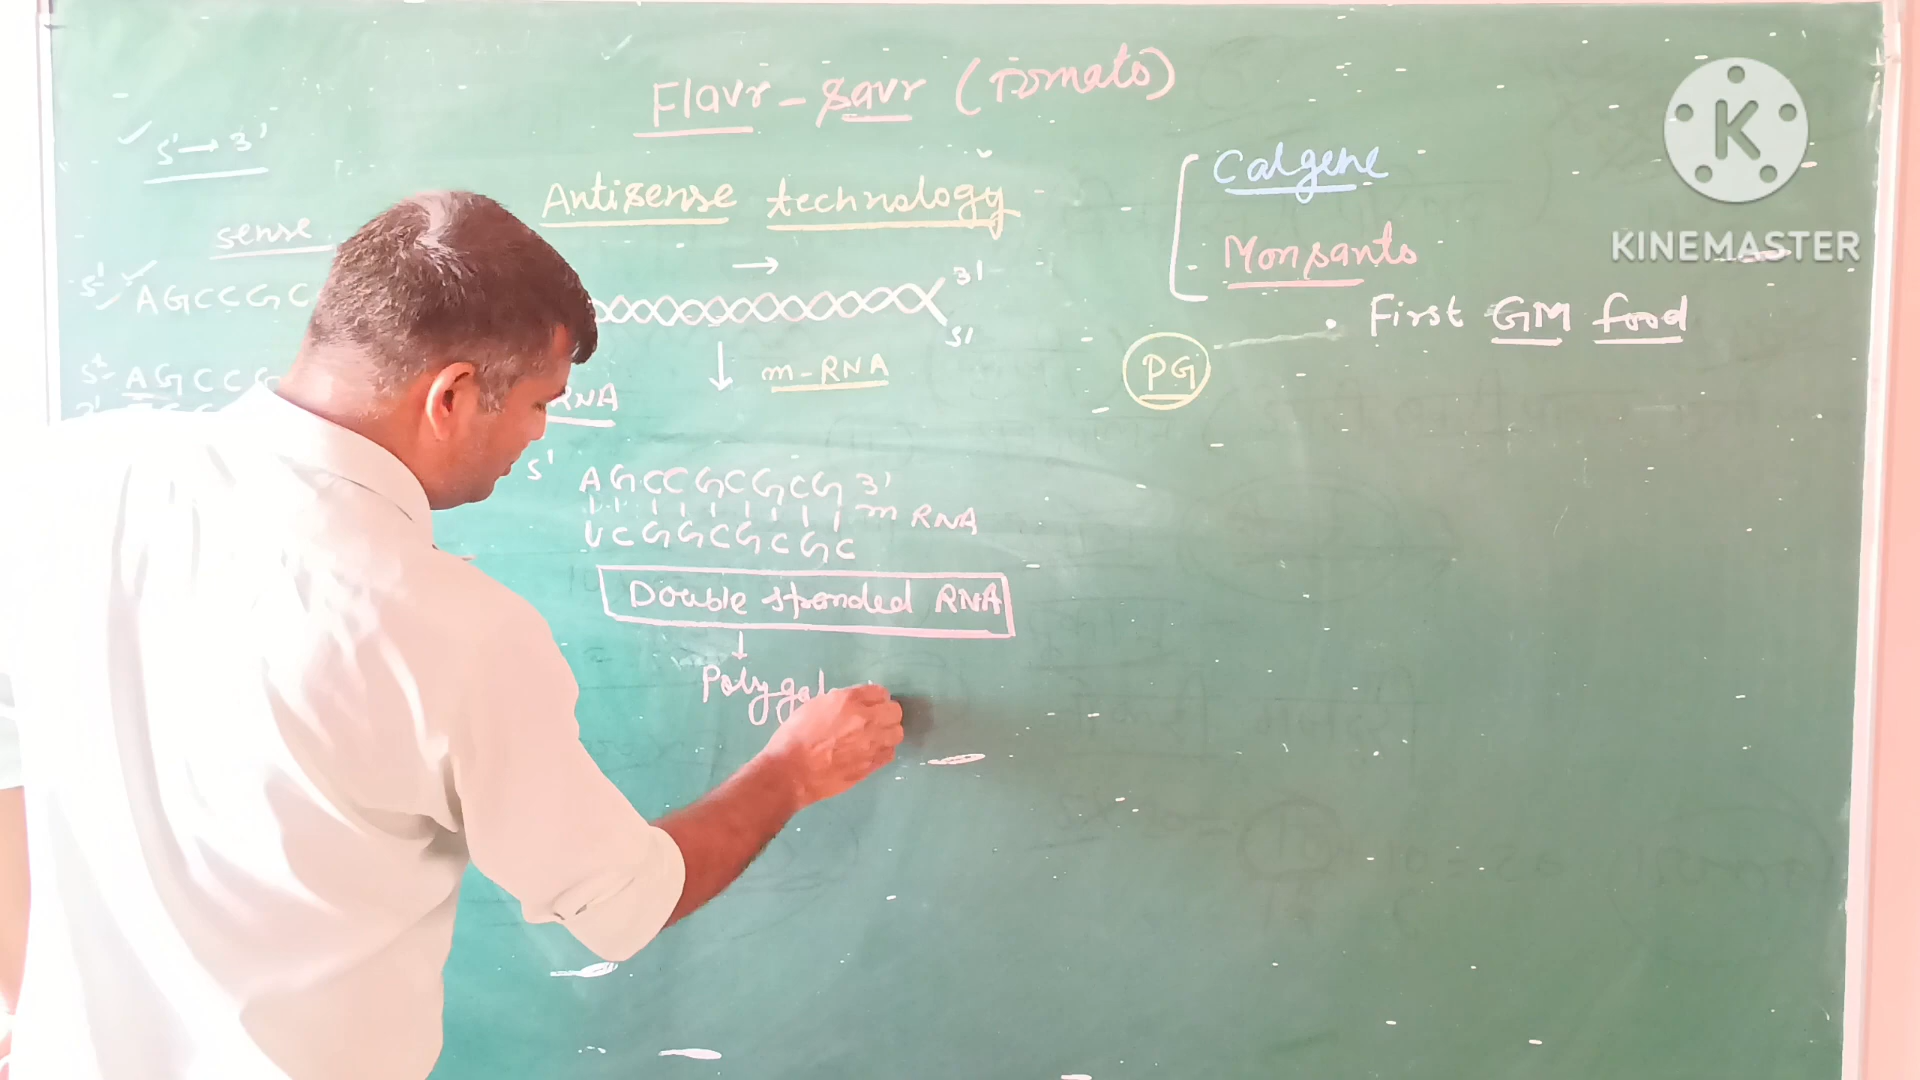 Flavr - Savr (Tomato)
5' → 3'
Antisense technology
sense
5' AGCCGC
3'
5'
↓ m-RNA
5' AGCC
RNA
5' AGCCGCGCG 3'
m RNA
UCGGCGCGC
Double stranded RNA
↓
Polygal
Calgene
Monsanto
• First GM food
PG
K
KINEMASTER